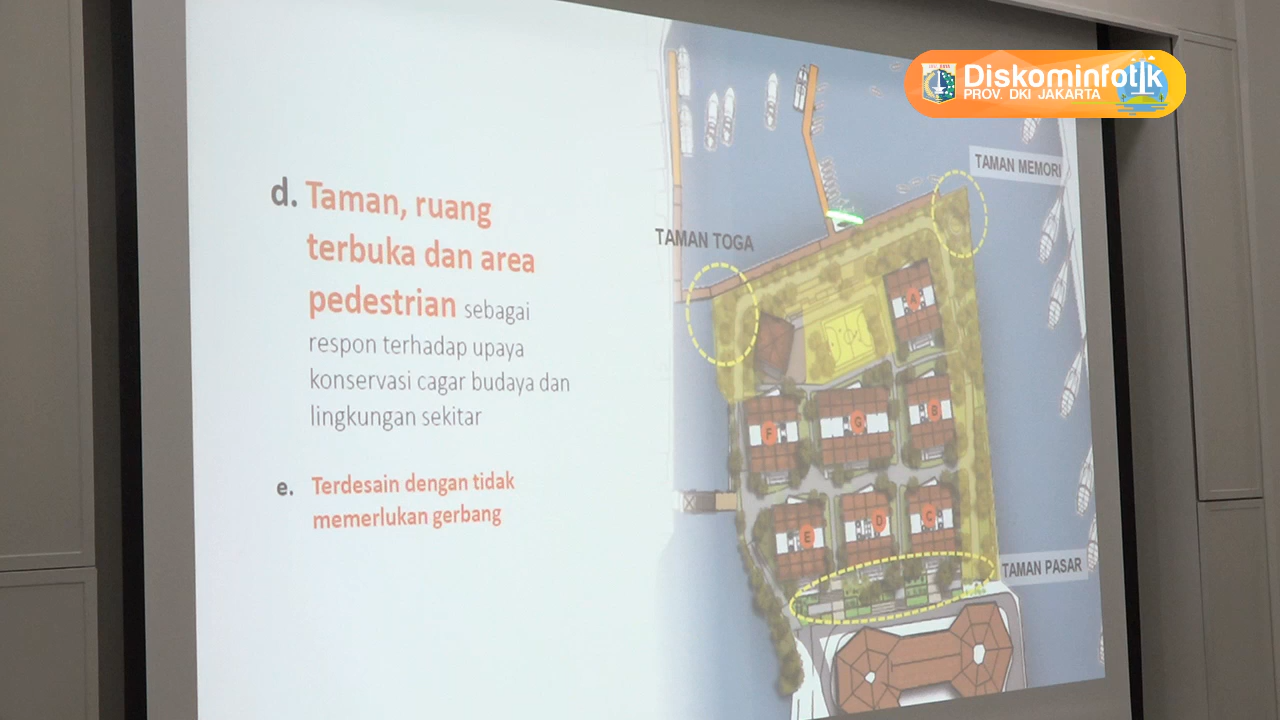 Diskominfotik
PROV. DKI JAKARTA
d. Taman, ruang
terbuka dan area
pedestrian sebagai
respon terhadap upaya
konservasi cagar budaya dan
lingkungan sekitar
e. Terdesain dengan tidak
memerlukan gerbang
TAMAN MEMORI
TAMAN TOGA
A
B
G
F
D
C
E
TAMAN PASAR